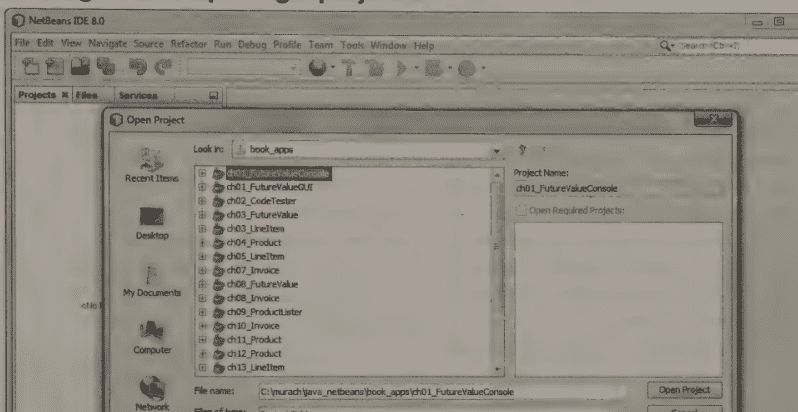 NetBeans IDE 8.0
File Edit View Navigate Source Refactor Run Debug Profile Team Tools Window Help
Projects Files Services
Open Project
Look in: book_apps
Recent Items
Desktop
My Documents
Computer
Network
ch01_FutureValueConsole
ch01_FutureValueGUI
ch02_CodeTester
ch03_FutureValue
ch03_LineItem
ch04_Product
ch05_LineItem
ch07_Invoice
ch08_FutureValue
ch08_Invoice
ch09_ProductLister
ch10_Invoice
ch11_Product
ch12_Product
ch13_LineItem
Project Name:
ch01_FutureValueConsole
Open Required Projects:
File name: C:\murach\java_netbeans\book_apps\ch01_FutureValueConsole
Open Project